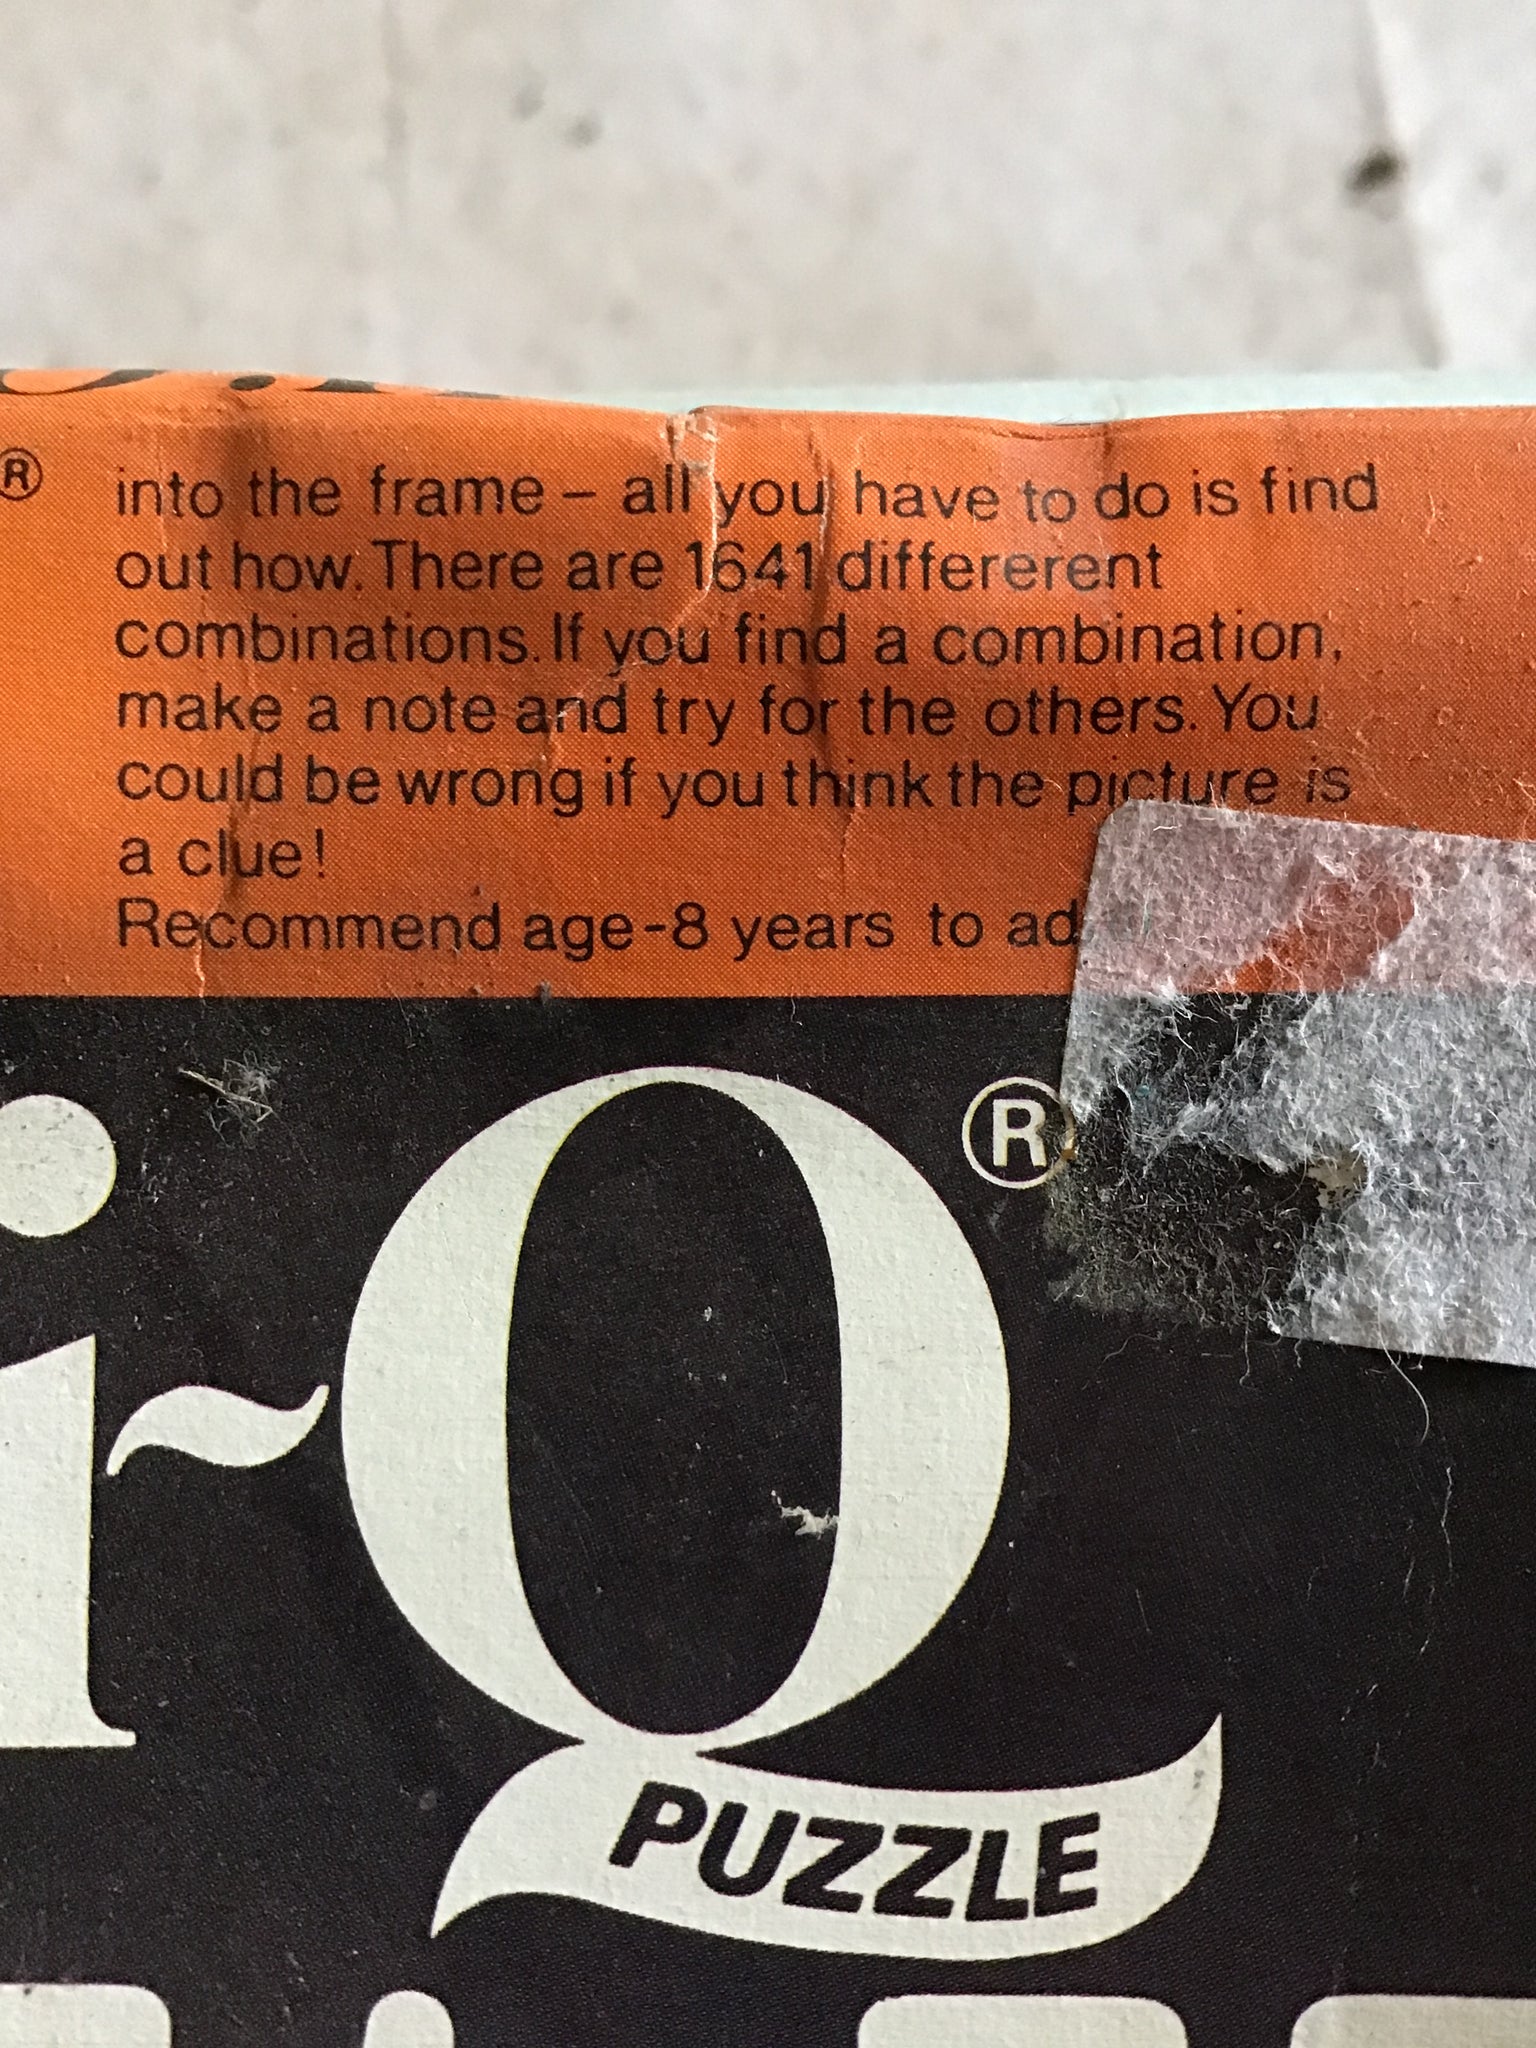 ® into the frame – all you have to do is find
out how. There are 1641 differerent
combinations. If you find a combination,
make a note and try for the others. You
could be wrong if you think the picture is
a clue!
Recommend age-8 years to ad
i~Q®
PUZZLE